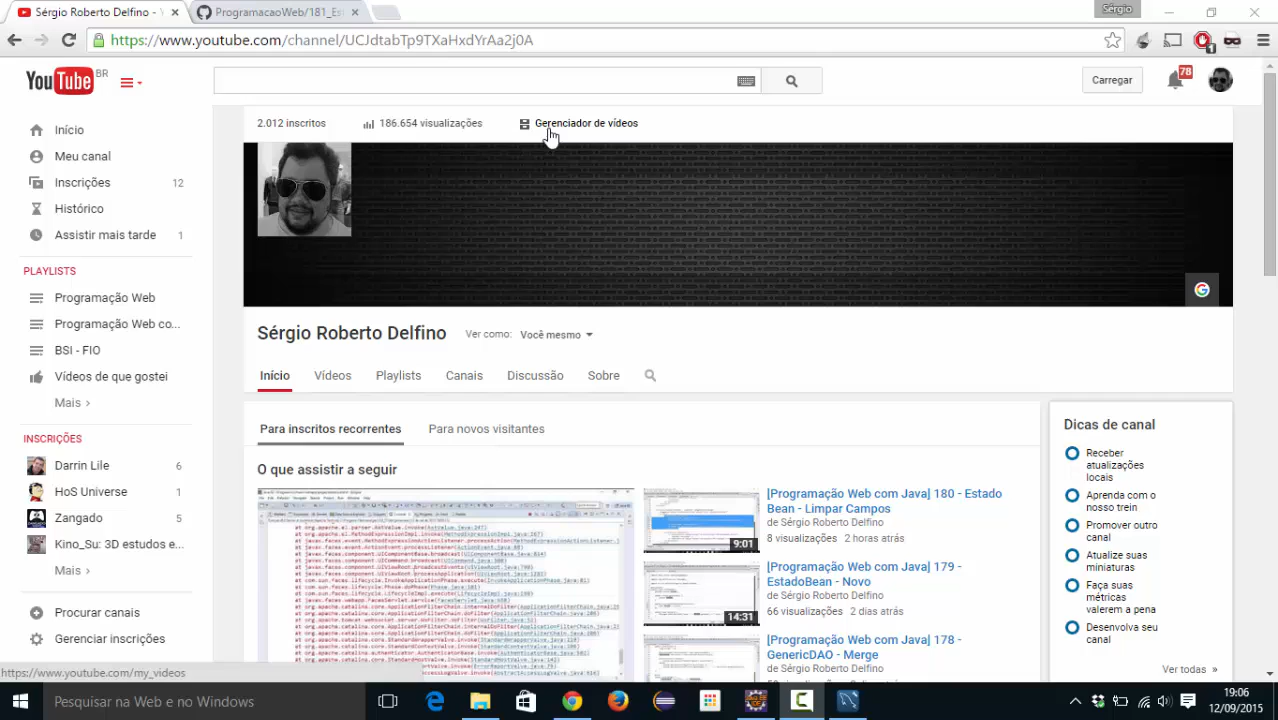 Sérgio Roberto Delfino - Y
ProgramacaoWeb/181_Est
Sérgio
https://www.youtube.com/channel/UCJdtabTp9TXaHxdYrAa2j0A
YouTube BR
Carregar
78
2.012 inscritos
186.654 visualizações
Gerenciador de vídeos
Início
Meu canal
Inscrições 12
Histórico
Assistir mais tarde 1
PLAYLISTS
Programação Web
Programação Web co...
BSI - FIO
Vídeos de que gostei
Mais ›
INSCRIÇÕES
Darrin Lile 6
HoS Universe 1
Zangado 5
Kino_Su: 3D estudos e...
Mais ›
Procurar canais
Gerenciar inscrições
https://www.youtube.com/my_videos
Sérgio Roberto Delfino
Ver como: Você mesmo
Início
Vídeos
Playlists
Canais
Discussão
Sobre
Para inscritos recorrentes
Para novos visitantes
O que assistir a seguir
[Programação Web com Java] 180 - Estado
Bean - Limpar Campos
de Sérgio Roberto Delfino
8 visualizações 2 horas atrás
9:01
[Programação Web com Java] 179 -
EstadoBean - Novo
de Sérgio Roberto Delfino
66 visualizações 2 dias atrás
14:31
[Programação Web com Java] 178 -
GenericDAO - Merge
de Sérgio Roberto Delfino
Dicas de canal
Receber
atualizações
locais
Agenda com o
nosso trein
Promover outro
canal
miniaturas
Faça suas
métricas
valerem a pena
Desenvolva seu
canal
Ver todas »
Pesquisar na Web e no Windows
19:06
12/09/2015